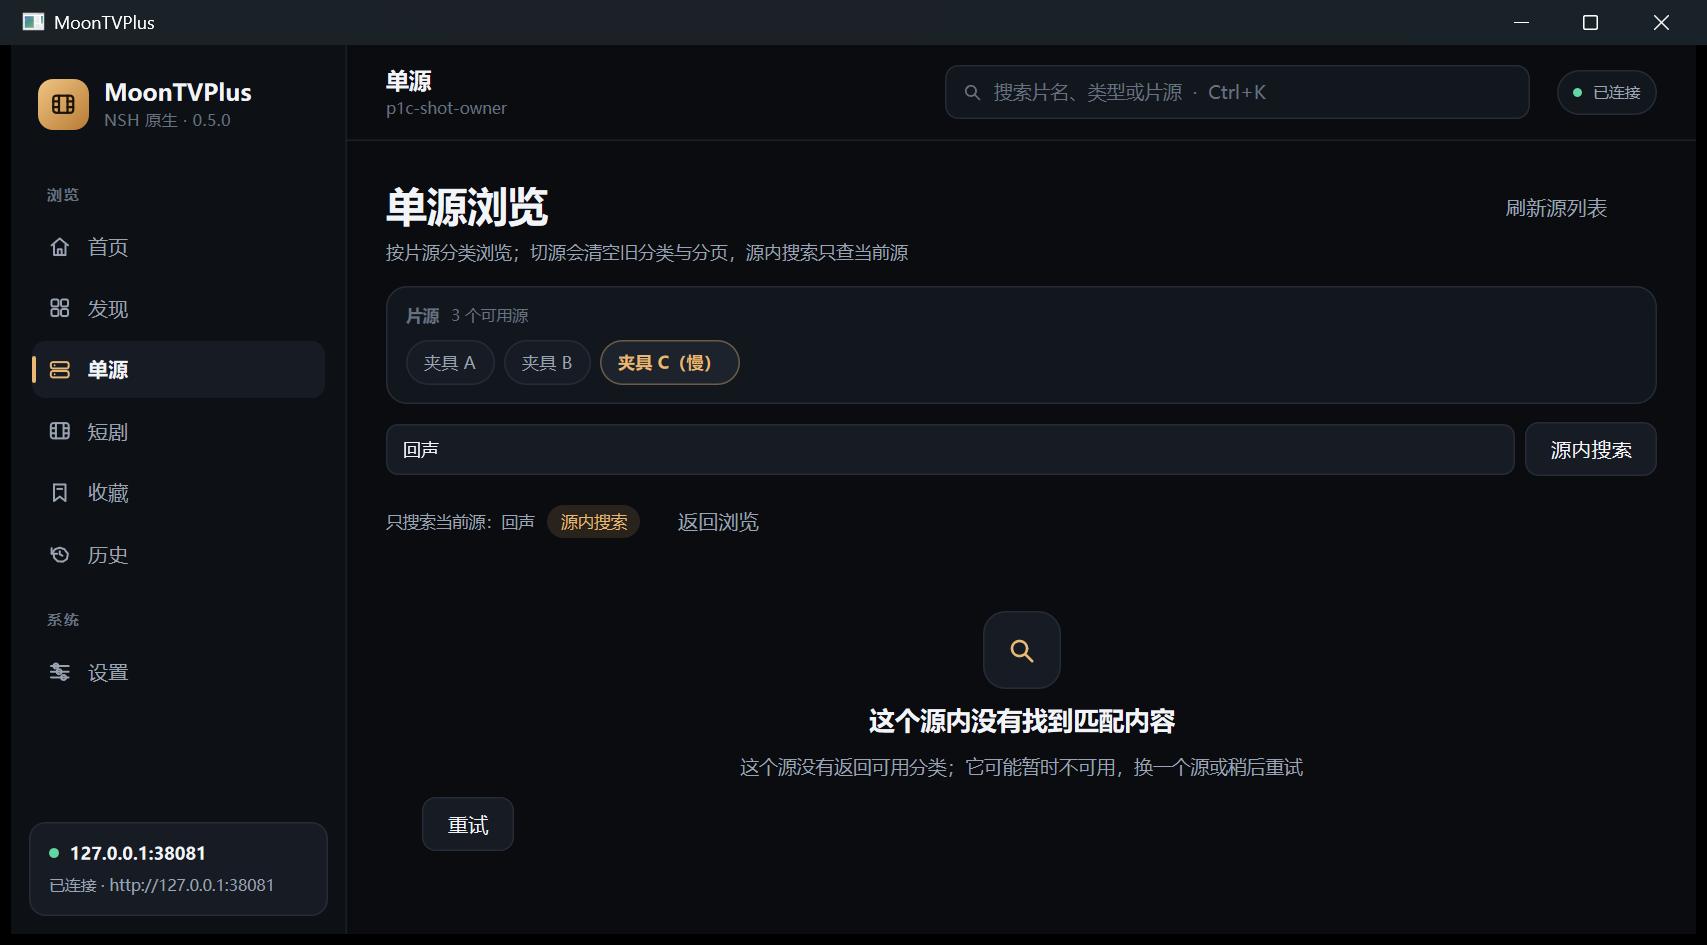 MoonTVPlus
MoonTVPlus
NSH 原生 · 0.5.0
浏览
首页
发现
单源
短剧
收藏
历史
系统
设置
127.0.0.1:38081
已连接 · http://127.0.0.1:38081
单源
p1c-shot-owner
搜索片名、类型或片源 · Ctrl+K
已连接
单源浏览
刷新源列表
按片源分类浏览；切源会清空旧分类与分页，源内搜索只查当前源
片源 3 个可用源
夹具 A 夹具 B 夹具 C（慢）
回声
源内搜索
只搜索当前源：回声 源内搜索 返回浏览
这个源内没有找到匹配内容
这个源没有返回可用分类；它可能暂时不可用，换一个源或稍后重试
重试